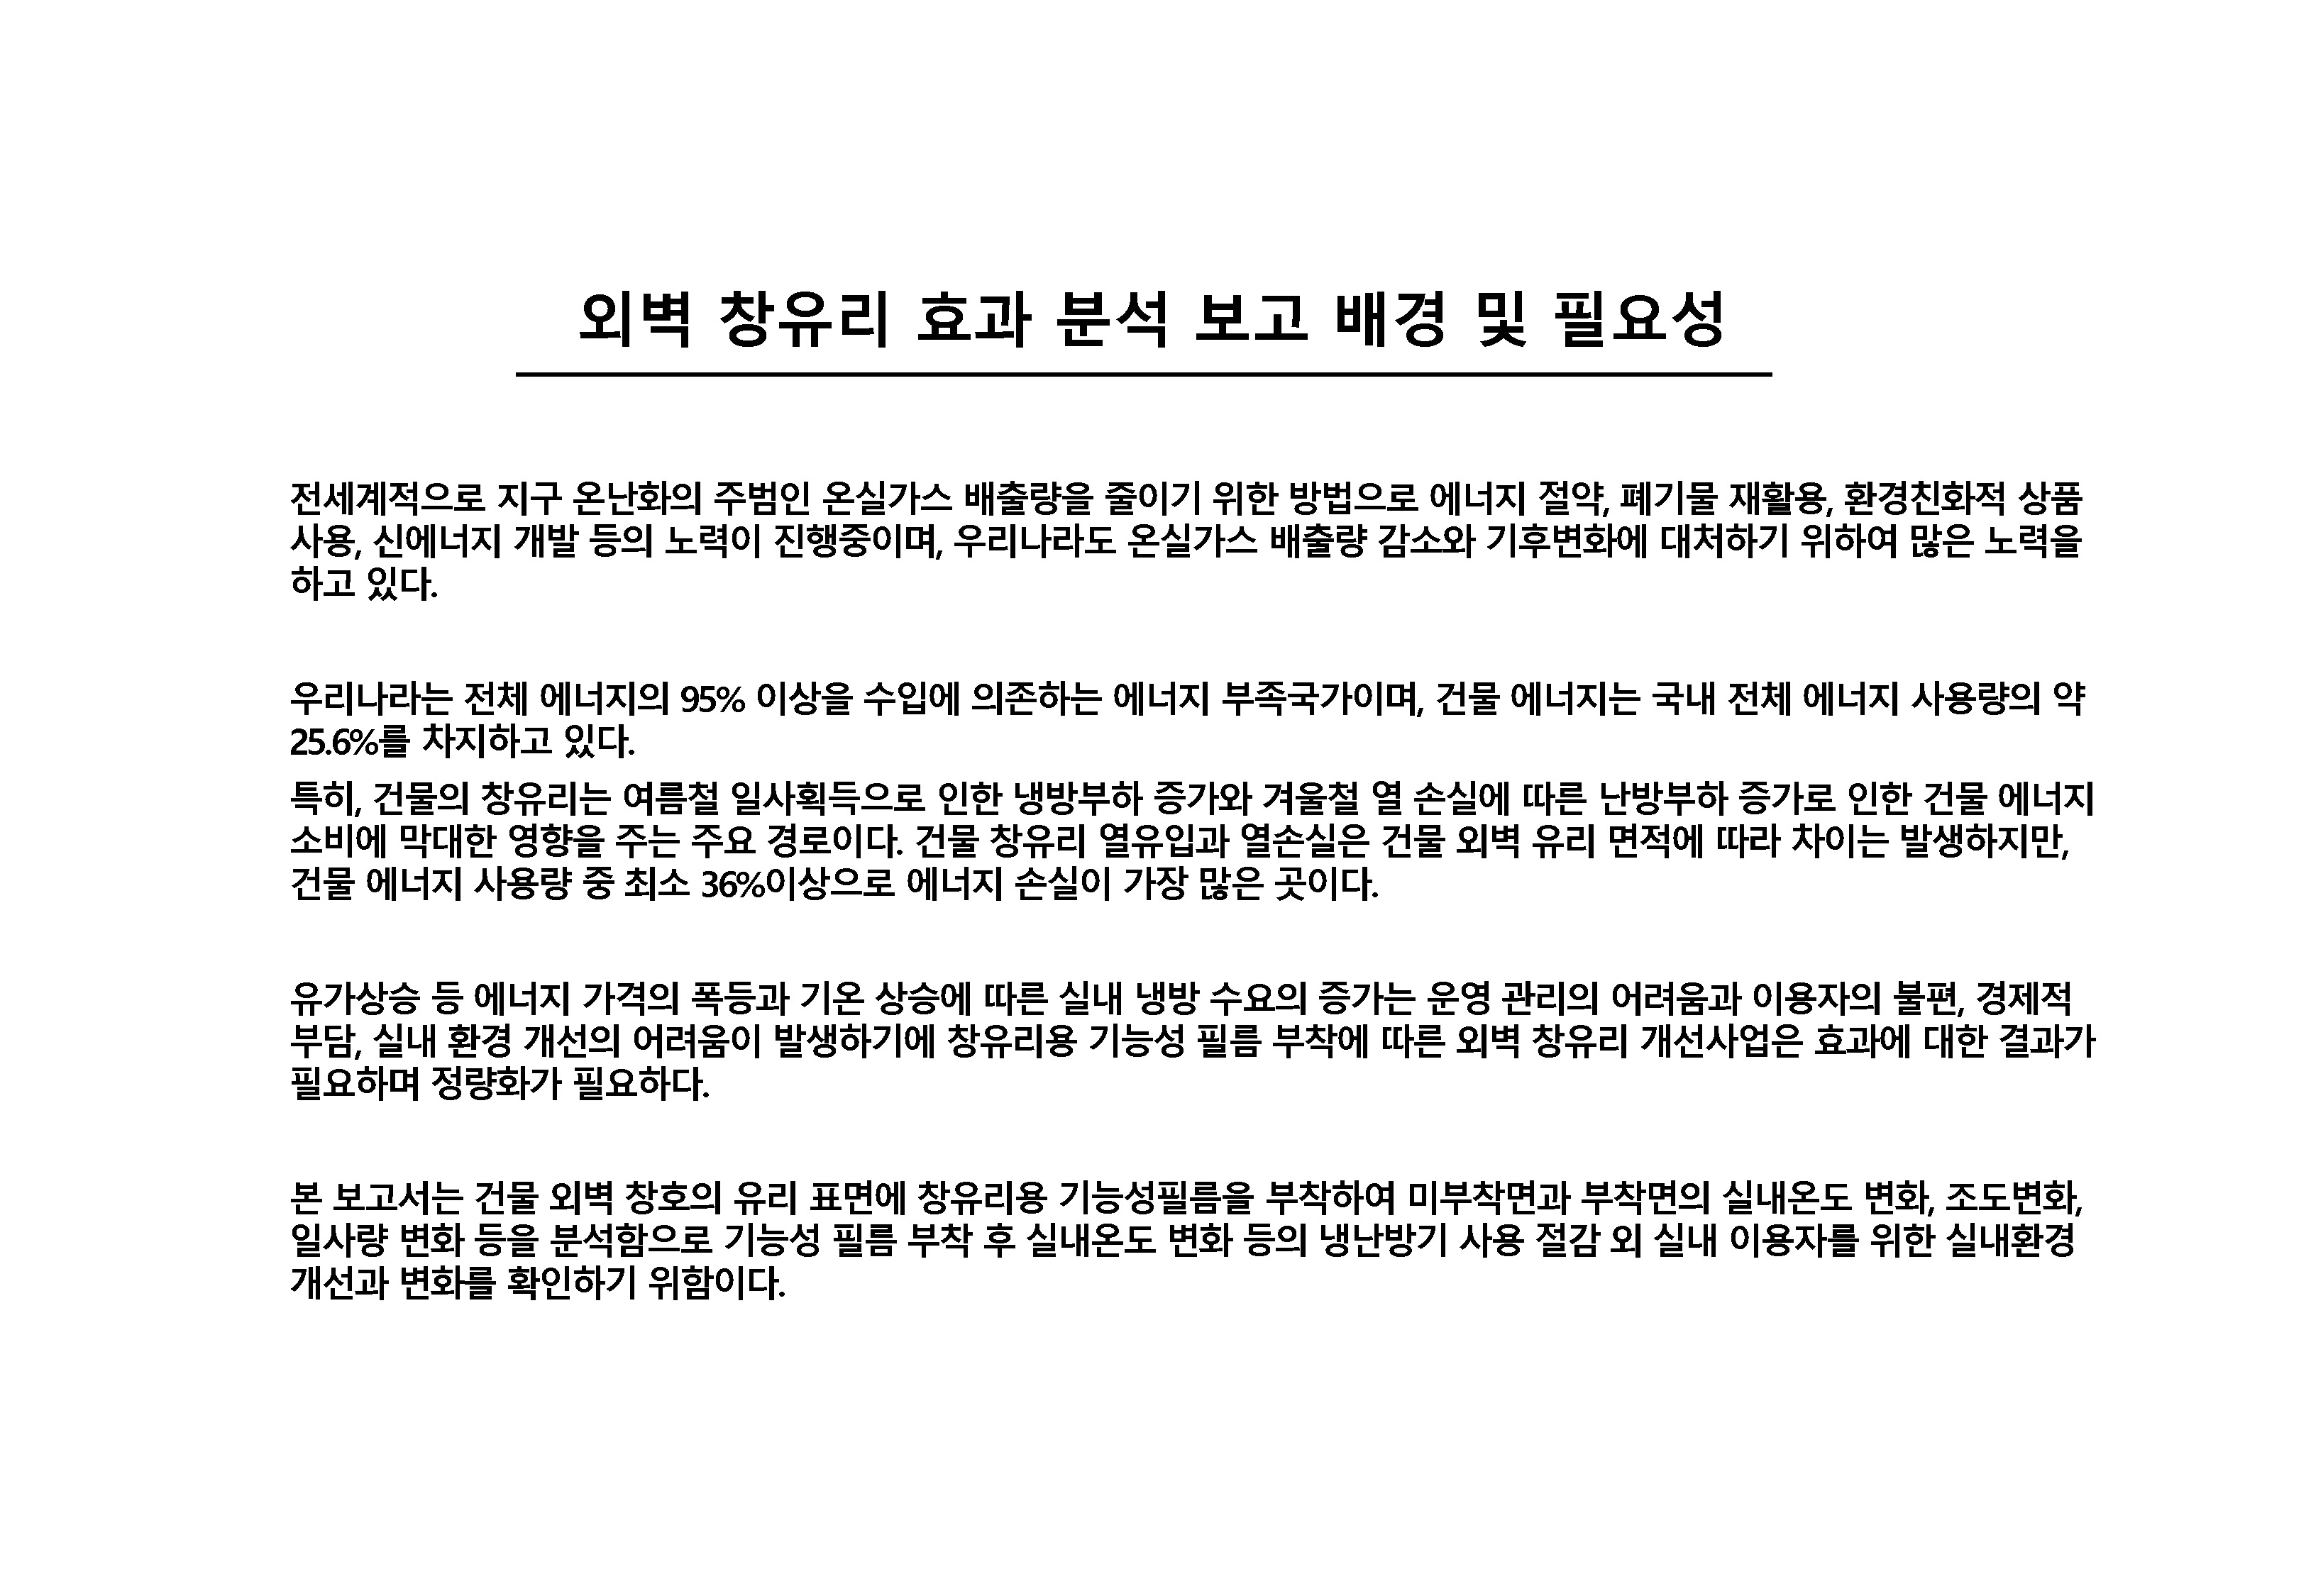 외벽 창유리 효과 분석 보고 배경 및 필요성
전세계적으로 지구 온난화의 주범인 온실가스 배출량을 줄이기 위한 방법으로 에너지 절약, 폐기물 재활용, 환경친화적 상품
사용, 신에너지 개발 등의 노력이 진행중이며, 우리나라도 온실가스 배출량 감소와 기후변화에 대처하기 위하여 많은 노력을
하고 있다.
우리나라는 전체 에너지의 95% 이상을 수입에 의존하는 에너지 부족국가이며, 건물 에너지는 국내 전체 에너지 사용량의 약
25.6%를 차지하고 있다.
특히, 건물의 창유리는 여름철 일사획득으로 인한 냉방부하 증가와 겨울철 열 손실에 따른 난방부하 증가로 인한 건물 에너지
소비에 막대한 영향을 주는 주요 경로이다. 건물 창유리 열유입과 열손실은 건물 외벽 유리 면적에 따라 차이는 발생하지만,
건물 에너지 사용량 중 최소 36%이상으로 에너지 손실이 가장 많은 곳이다.
유가상승 등 에너지 가격의 폭등과 기온 상승에 따른 실내 냉방 수요의 증가는 운영 관리의 어려움과 이용자의 불편, 경제적
부담, 실내 환경 개선의 어려움이 발생하기에 창유리용 기능성 필름 부착에 따른 외벽 창유리 개선사업은 효과에 대한 결과가
필요하며 정량화가 필요하다.
본 보고서는 건물 외벽 창호의 유리 표면에 창유리용 기능성필름을 부착하여 미부착면과 부착면의 실내온도 변화, 조도변화,
일사량 변화 등을 분석함으로 기능성 필름 부착 후 실내온도 변화 등의 냉난방기 사용 절감 외 실내 이용자를 위한 실내환경
개선과 변화를 확인하기 위함이다.